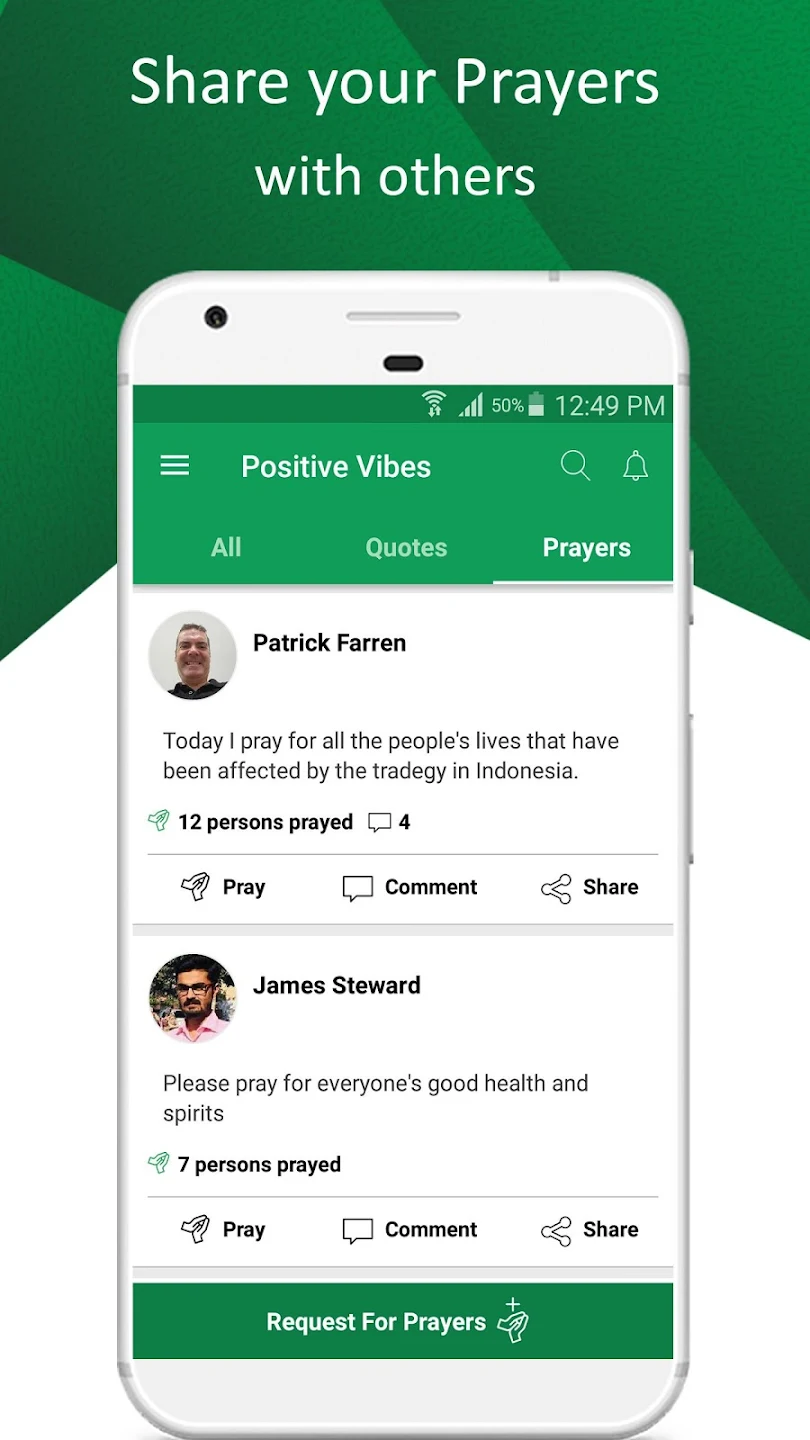 Share your Prayers
with others
50% 12:49 PM
Positive Vibes
All Quotes Prayers
Patrick Farren
Today I pray for all the people's lives that have
been affected by the tradegy in Indonesia.
12 persons prayed 4
Pray Comment Share
James Steward
Please pray for everyone's good health and
spirits
7 persons prayed
Pray Comment Share
Request For Prayers